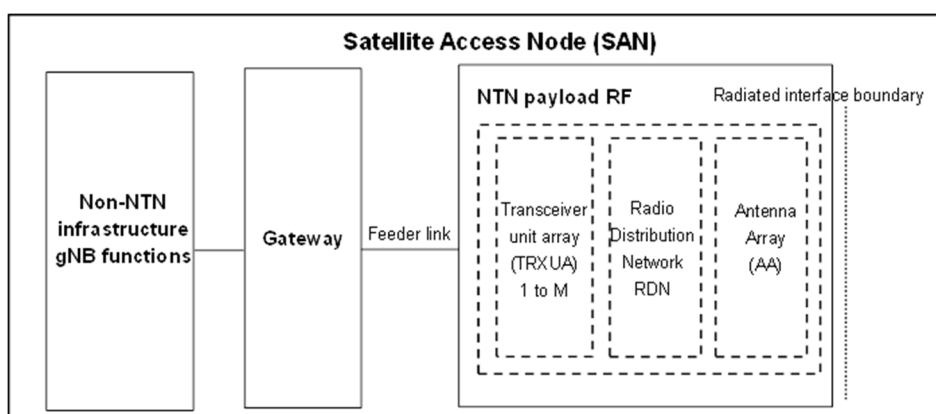 Satellite Access Node (SAN)
Non-NTN
infrastructure
gNB functions
Gateway
Feeder link
NTN payload RF
Radiated interface boundary
Transceiver
unit array
(TRXUA)
1 to M
Radio
Distribution
Network
RDN
Antenna
Array
(AA)